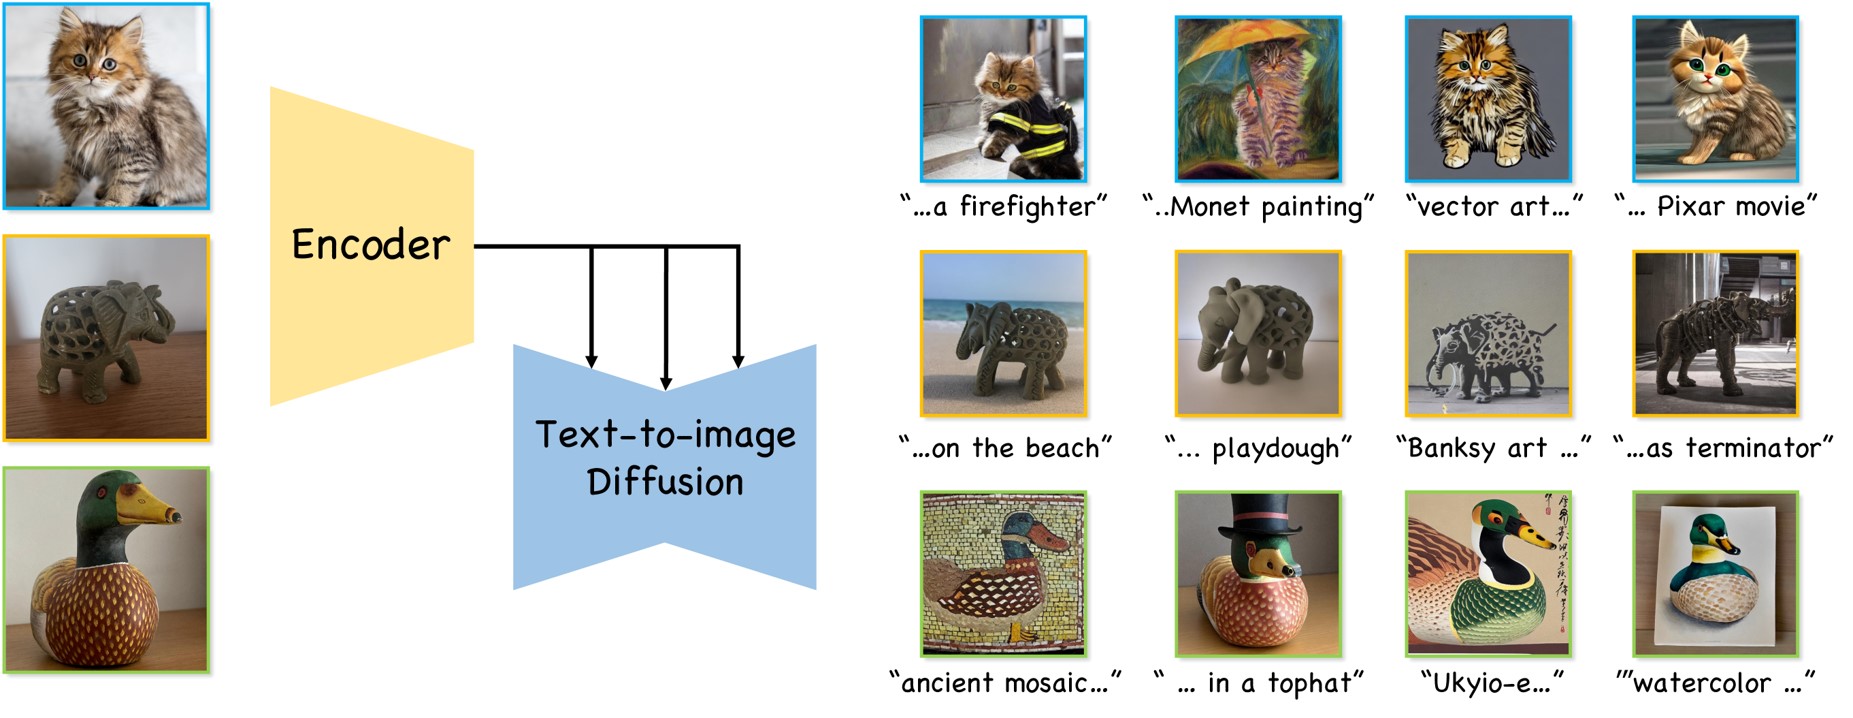 Encoder
Text-to-image
Diffusion
“...a firefighter”
“..Monet painting”
“vector art...”
“... Pixar movie”
“...on the beach”
“... playdough”
“Banksy art ...”
“...as terminator”
“ancient mosaic...”
“ ... in a tophat”
“Ukyio-e...”
”“watercolor ...”